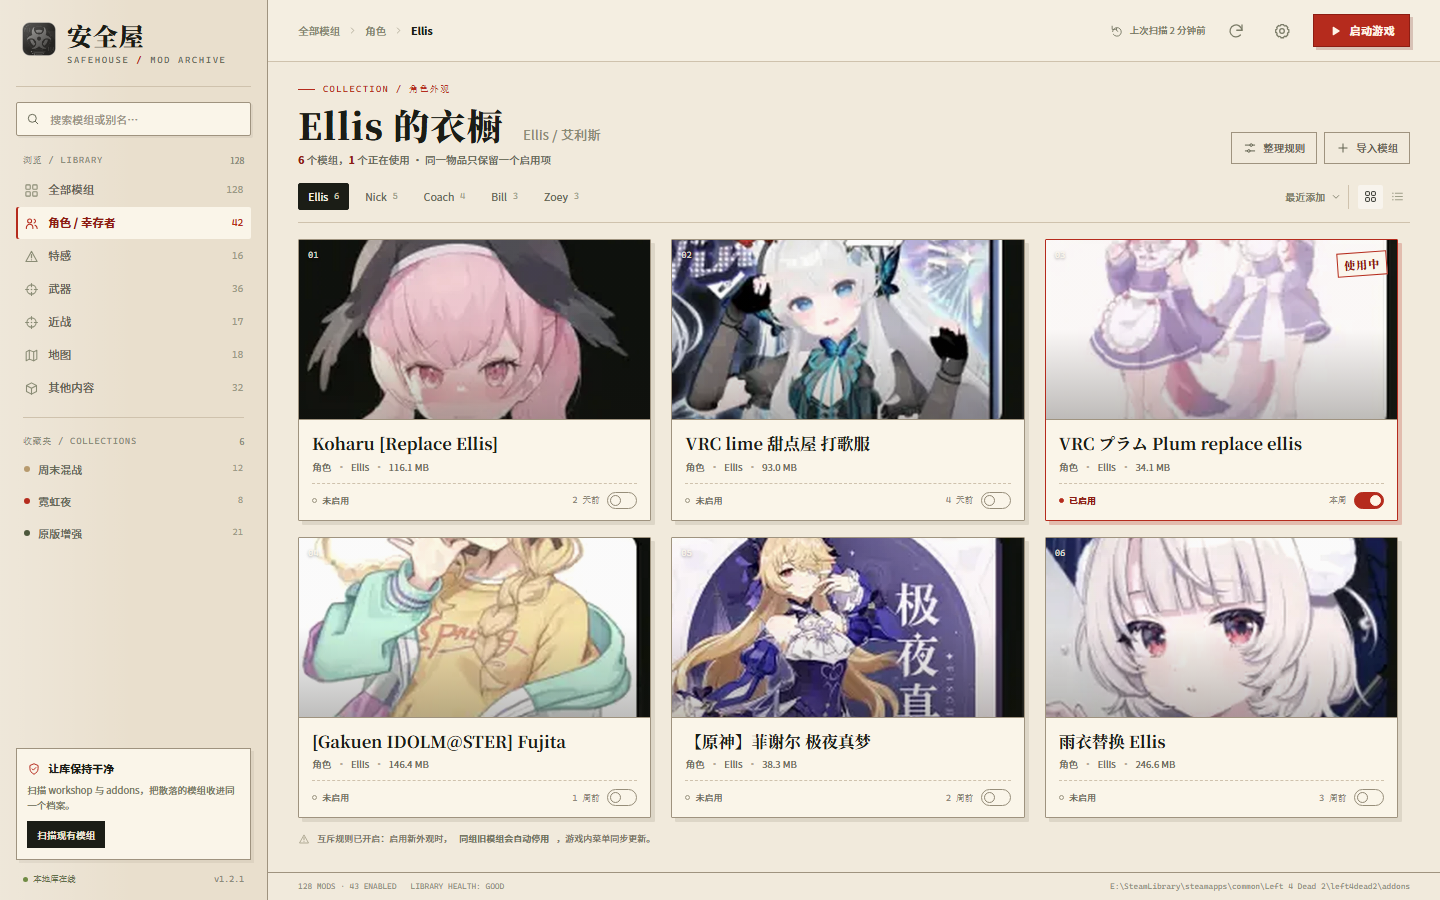 安全屋
SAFEHOUSE / MOD ARCHIVE
搜索模组或别名…
浏览 / LIBRARY 128
全部模组 128
角色 / 幸存者 42
特感 16
武器 36
近战 17
地图 18
其他内容 32
收藏夹 / COLLECTIONS 6
周末混战 12
霓虹夜 8
原版增强 21
让库保持干净
扫描 workshop 与 addons，把散落的模组收进同
一个档案。
扫描现有模组
本地库在线 v1.2.1
全部模组 > 角色 > Ellis
上次扫描 2 分钟前
启动游戏
COLLECTION / 角色外观
Ellis 的衣橱 Ellis / 艾利斯
6 个模组，1 个正在使用 · 同一物品只保留一个启用项
整理规则
导入模组
Ellis 6 Nick 5 Coach 4 Bill 3 Zoey 3
最近添加
01
Koharu [Replace Ellis]
角色 · Ellis · 116.1 MB
未启用 2 天前
02
VRC lime 甜点屋 打歌服
角色 · Ellis · 93.0 MB
未启用 4 天前
03
使用中
VRC プラム Plum replace ellis
角色 · Ellis · 34.1 MB
已启用 本周
04
Spring
[Gakuen IDOLM@STER] Fujita
角色 · Ellis · 146.4 MB
未启用 1 周前
05
极夜真
FISCH
【原神】菲谢尔 极夜真梦
角色 · Ellis · 38.3 MB
未启用 2 周前
06
雨衣替换 Ellis
角色 · Ellis · 246.6 MB
未启用 3 周前
互斥规则已开启：启用新外观时， 同组旧模组会自动停用 ，游戏内菜单同步更新。
128 MODS · 43 ENABLED LIBRARY HEALTH: GOOD
E:\SteamLibrary\steamapps\common\Left 4 Dead 2\left4dead2\addons